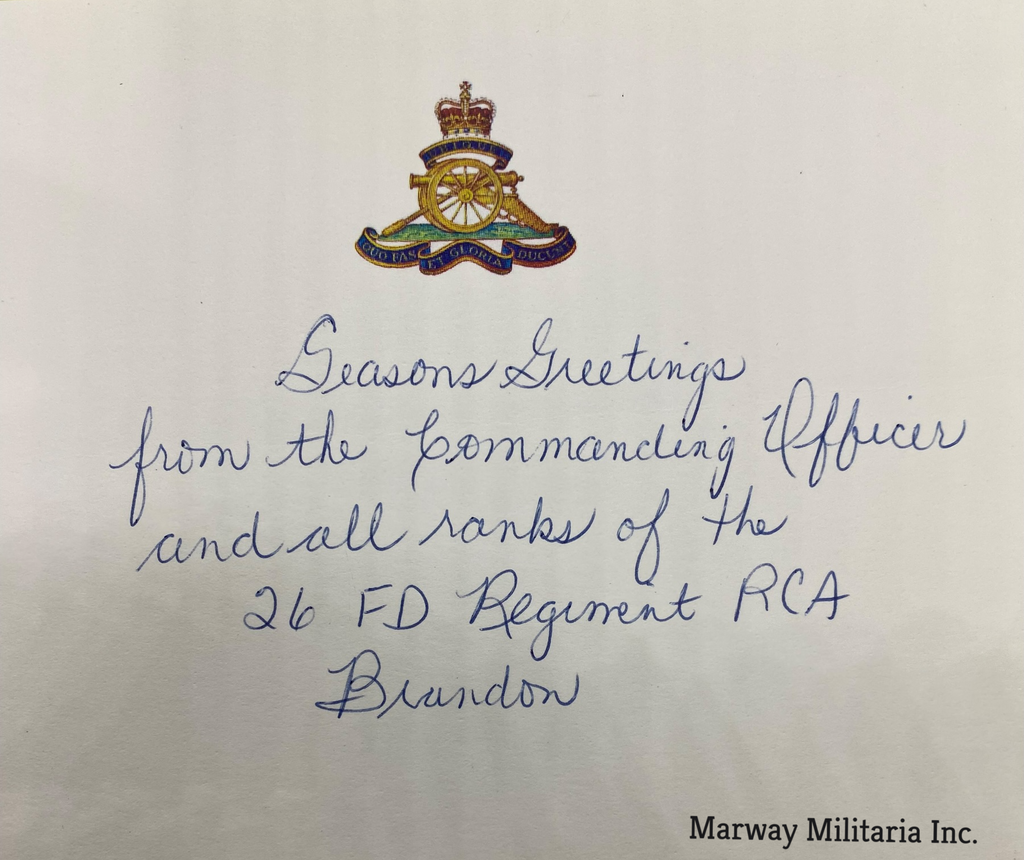 UBIQUE
QUO FAS ET GLORIA DUCUNT
Seasons Greetings
from the Commanding Officer
and all ranks of the
26 FD Regiment RCA
Brandon
Marway Militaria Inc.